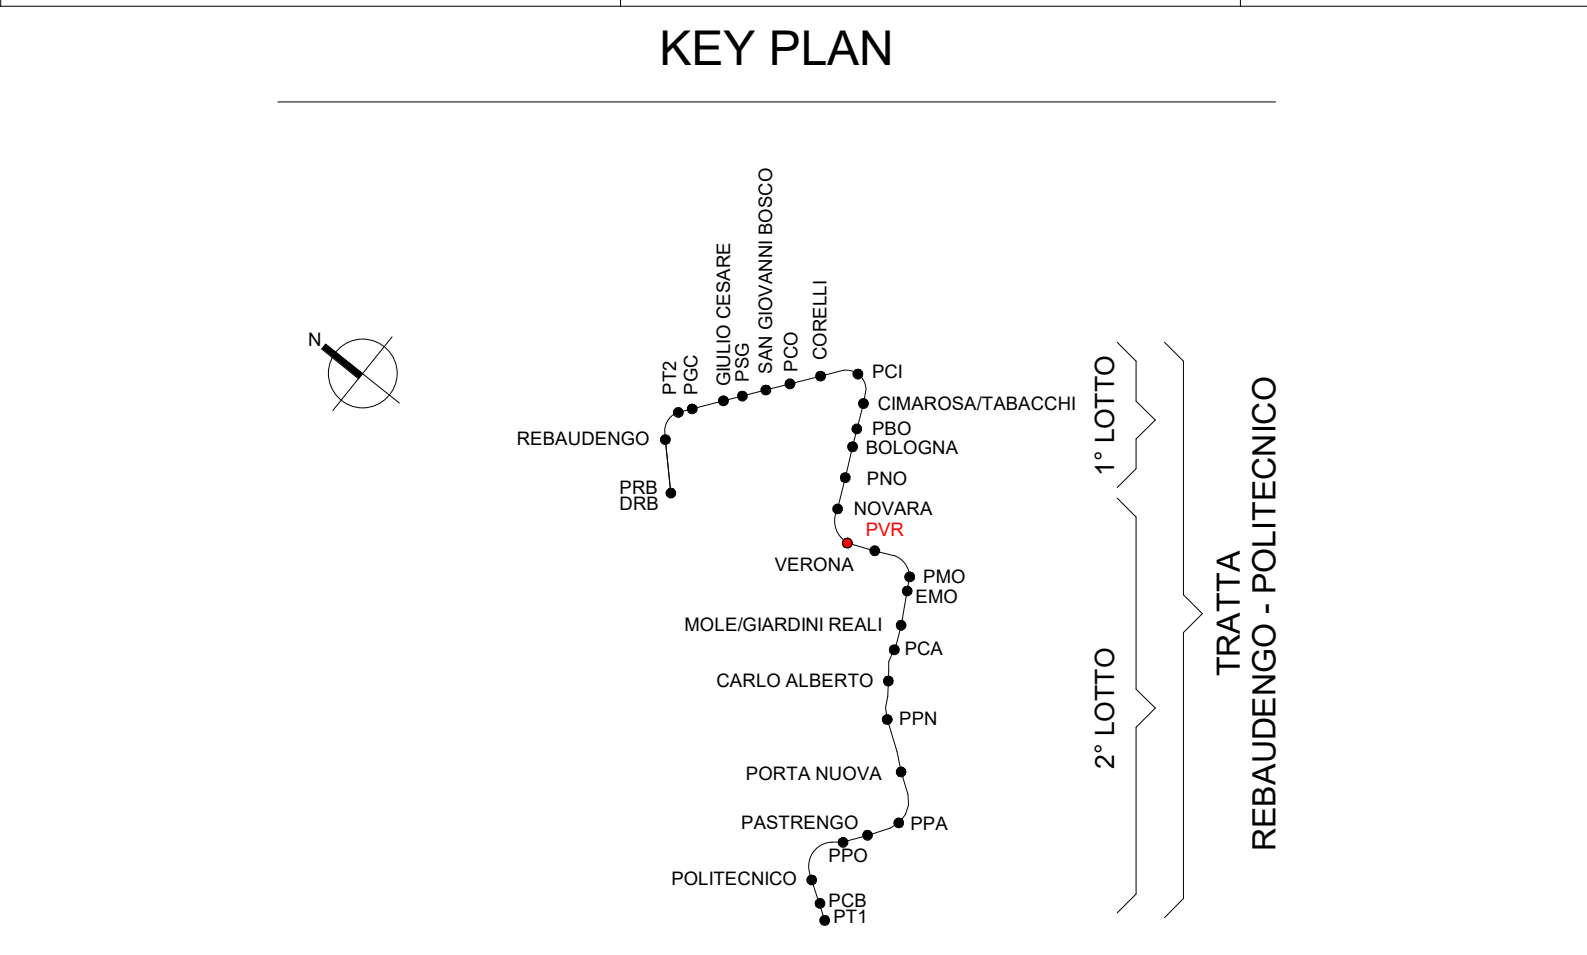 KEY PLAN
N
PT2
PGC
GIULIO CESARE
PSG
SAN GIOVANNI BOSCO
PCO
CORELLI
PCI
CIMAROSA/TABACCHI
PBO
REBAUDENGO
BOLOGNA
PNO
PRB
DRB
NOVARA
PVR
VERONA
PMO
EMO
MOLE/GIARDINI REALI
PCA
CARLO ALBERTO
PPN
PORTA NUOVA
PASTRENGO
PPA
PPO
POLITECNICO
PCB
PT1
1° LOTTO
2° LOTTO
TRATTA
REBAUDENGO - POLITECNICO